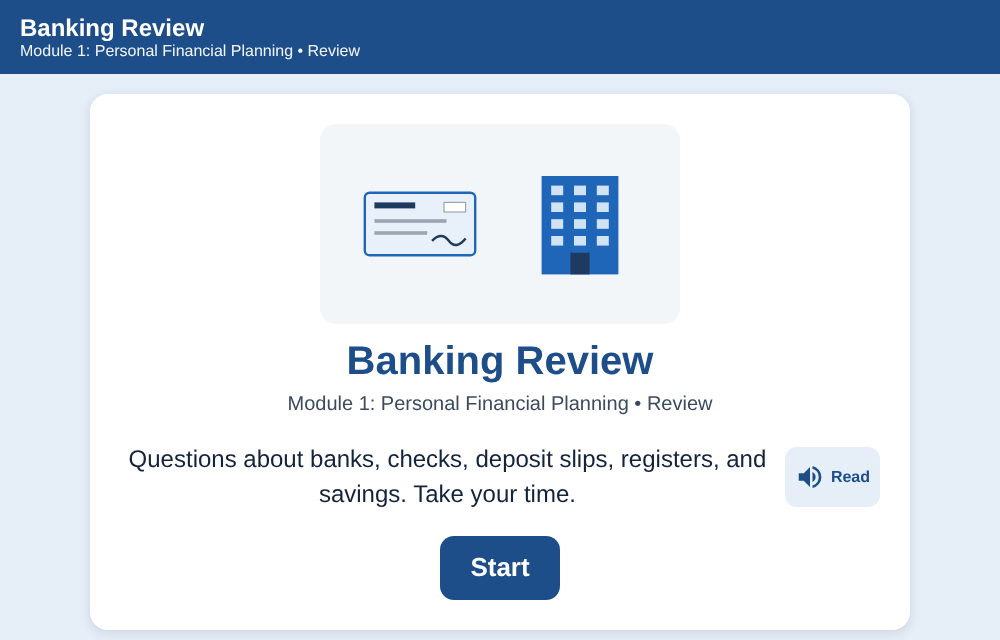 Banking Review
Module 1: Personal Financial Planning • Review
Banking Review
Module 1: Personal Financial Planning • Review
Questions about banks, checks, deposit slips, registers, and
savings. Take your time.
Read
Start